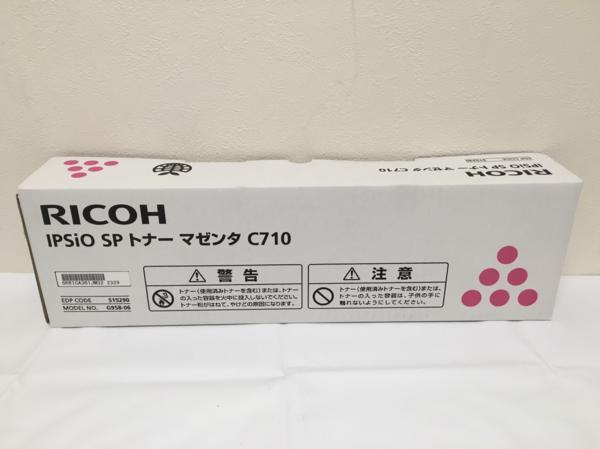 EDP CODE 515290
IPSiO SP トナー マゼンタ C710
RICOH
RICOH
IPSiO SP トナー マゼンタ C710
EDP CODE 515290
MODEL NO. G958-06
警告
トナー(使用済みトナーを含む)または、トナー
の入った容器を火中に投入しないでください。
トナー粉がはねて、やけどの原因になります。
注意
トナー(使用済みトナーを含む)または、
トナーの入った容器は、子供の手に
触れないようにしてください。